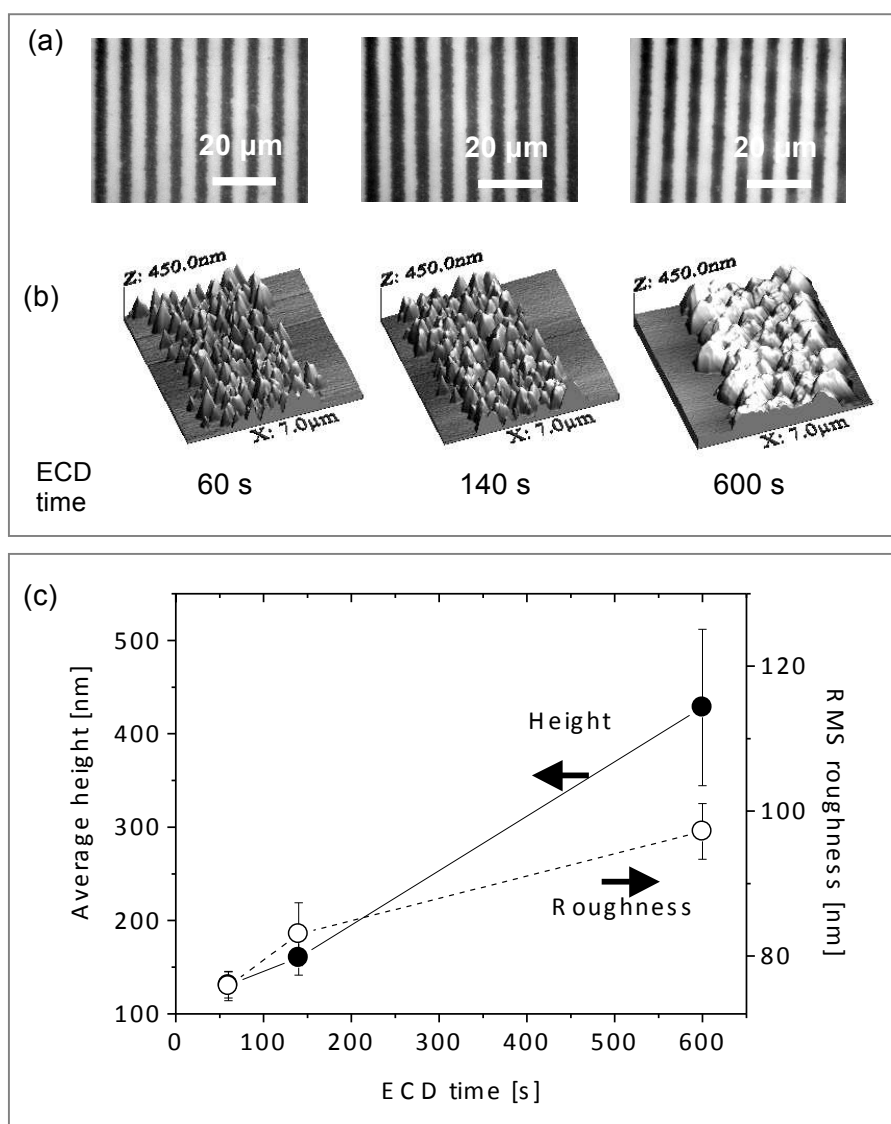 (a)
20 µm
20 µm
20 µm
(b)
Z: 450.0nm
Z: 450.0nm
Z: 450.0nm
X: 7.0µm
X: 7.0µm
X: 7.0µm
ECD time
60 s
140 s
600 s
(c)
Average height [nm]
500
450
400
300
200
100
Height
Roughness
120
100
80
RMS roughness [nm]
0
100
200
300
400
500
600
ECD time [s]